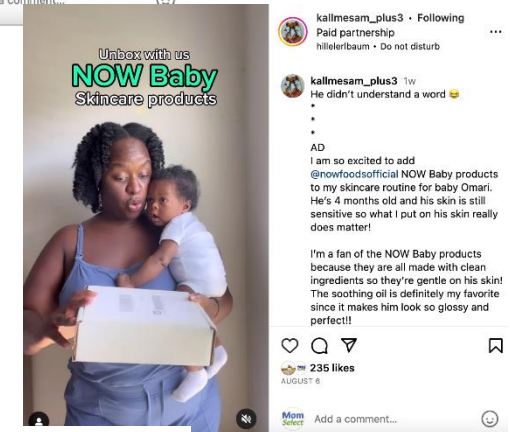 a comment...
Unbox with us
NOW Baby
Skincare products
kallmesam_plus3 • Following
Paid partnership
hillelerlbaum • Do not disturb
kallmesam_plus3 1w
He didn't understand a word 😂
*
*
*
AD
I am so excited to add
@nowfoodsofficial NOW Baby products
to my skincare routine for baby Omari.
He's 4 months old and his skin is still
sensitive so what I put on his skin really
does matter!
I'm a fan of the NOW Baby products
because they are all made with clean
ingredients so they're gentle on his skin!
The soothing oil is definitely my favorite
since it makes him look so glossy and
perfect!!
235 likes
AUGUST 6
Mom
Select
Add a comment...